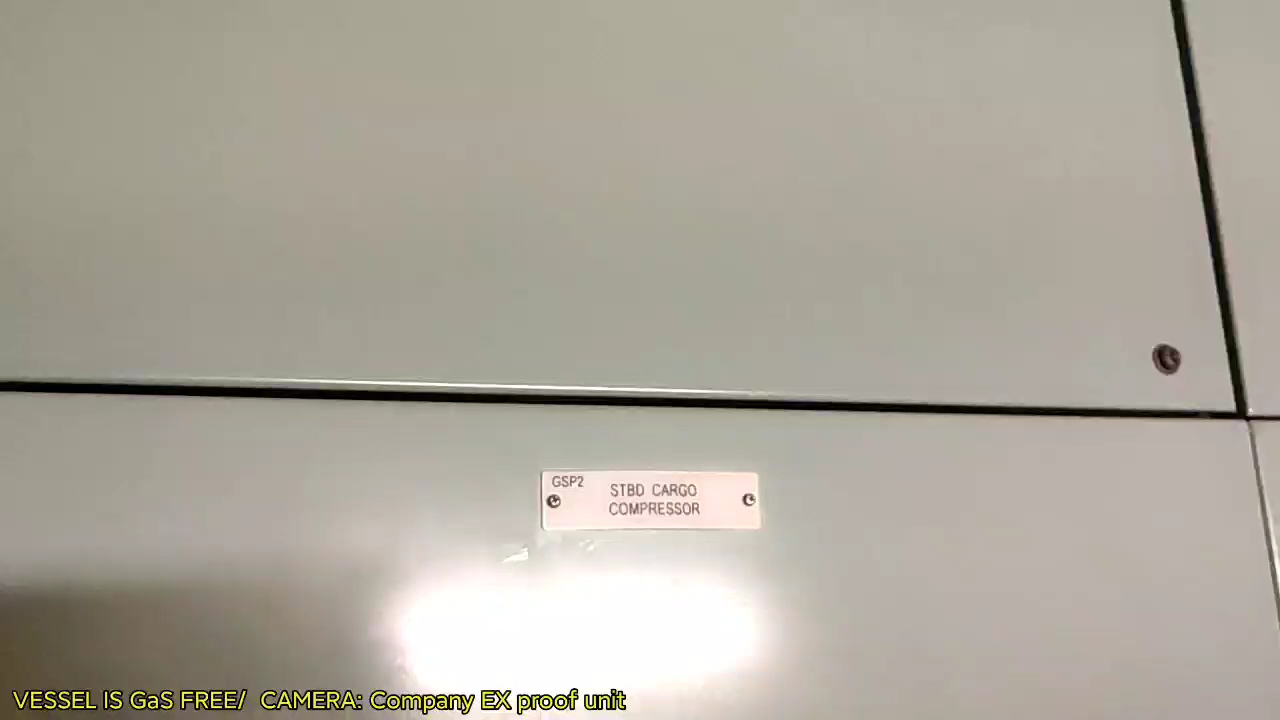 GSP2
STBD CARGO
COMPRESSOR
VESSEL IS GaS FREE/ CAMERA: Company EX proof unit